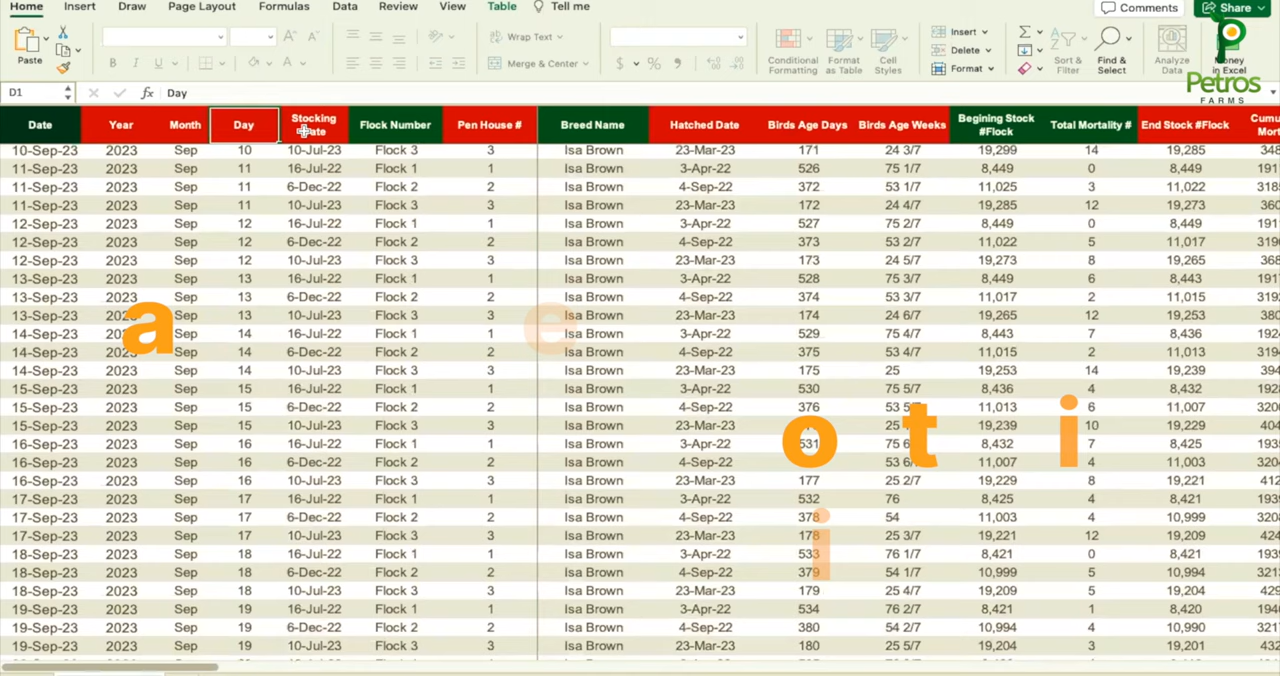 Home Insert Draw Page Layout Formulas Data Review View Table Tell me Comments Share
Paste Wrap Text Merge & Center Conditional Formatting Format as Table Cell Styles Insert Delete Format Sort & Filter Find & Select Analyze Data Money in Excel
Petros
FARMS
D1 fx Day
Date Year Month Day Stocking Date Flock Number Pen House # Breed Name Hatched Date Birds Age Days Birds Age Weeks Begining Stock #Flock Total Mortality # End Stock #Flock Cumu Mort
10-Sep-23 2023 Sep 10 10-Jul-23 Flock 3 3 Isa Brown 23-Mar-23 171 24 3/7 19,299 14 19,285
11-Sep-23 2023 Sep 11 16-Jul-22 Flock 1 1 Isa Brown 3-Apr-22 526 75 1/7 8,449 0 8,449
11-Sep-23 2023 Sep 11 6-Dec-22 Flock 2 2 Isa Brown 4-Sep-22 372 53 1/7 11,025 3 11,022
11-Sep-23 2023 Sep 11 10-Jul-23 Flock 3 3 Isa Brown 23-Mar-23 172 24 4/7 19,285 12 19,273
12-Sep-23 2023 Sep 12 16-Jul-22 Flock 1 1 Isa Brown 3-Apr-22 527 75 2/7 8,449 0 8,449
12-Sep-23 2023 Sep 12 6-Dec-22 Flock 2 2 Isa Brown 4-Sep-22 373 53 2/7 11,022 5 11,017
12-Sep-23 2023 Sep 12 10-Jul-23 Flock 3 3 Isa Brown 23-Mar-23 173 24 5/7 19,273 8 19,265
13-Sep-23 2023 Sep 13 16-Jul-22 Flock 1 1 Isa Brown 3-Apr-22 528 75 3/7 8,449 6 8,443
13-Sep-23 2023 Sep 13 6-Dec-22 Flock 2 2 Isa Brown 4-Sep-22 374 53 3/7 11,017 2 11,015
13-Sep-23 2023 Sep 13 10-Jul-23 Flock 3 3 Isa Brown 23-Mar-23 174 24 6/7 19,265 12 19,253
14-Sep-23 2023 Sep 14 16-Jul-22 Flock 1 1 Isa Brown 3-Apr-22 529 75 4/7 8,443 7 8,436
14-Sep-23 2023 Sep 14 6-Dec-22 Flock 2 2 Isa Brown 4-Sep-22 375 53 4/7 11,015 2 11,013
14-Sep-23 2023 Sep 14 10-Jul-23 Flock 3 3 Isa Brown 23-Mar-23 175 25 19,253 14 19,239
15-Sep-23 2023 Sep 15 16-Jul-22 Flock 1 1 Isa Brown 3-Apr-22 530 75 5/7 8,436 4 8,432
15-Sep-23 2023 Sep 15 6-Dec-22 Flock 2 2 Isa Brown 4-Sep-22 376 11,013 6 11,007
15-Sep-23 2023 Sep 15 10-Jul-23 Flock 3 3 Isa Brown 23-Mar-23 19,239 10 19,229
16-Sep-23 2023 Sep 16 16-Jul-22 Flock 1 1 Isa Brown 3-Apr-22 531 8,432 7 8,425
16-Sep-23 2023 Sep 16 6-Dec-22 Flock 2 2 Isa Brown 4-Sep-22 11,007 4 11,003
16-Sep-23 2023 Sep 16 10-Jul-23 Flock 3 3 Isa Brown 23-Mar-23 177 25 2/7 19,229 8 19,221
17-Sep-23 2023 Sep 17 16-Jul-22 Flock 1 1 Isa Brown 3-Apr-22 532 76 8,425 4 8,421
17-Sep-23 2023 Sep 17 6-Dec-22 Flock 2 2 Isa Brown 4-Sep-22 378 54 11,003 4 10,999
17-Sep-23 2023 Sep 17 10-Jul-23 Flock 3 3 Isa Brown 23-Mar-23 178 25 3/7 19,221 12 19,209
18-Sep-23 2023 Sep 18 16-Jul-22 Flock 1 1 Isa Brown 3-Apr-22 533 76 1/7 8,421 0 8,421
18-Sep-23 2023 Sep 18 6-Dec-22 Flock 2 2 Isa Brown 4-Sep-22 379 54 1/7 10,999 5 10,994
18-Sep-23 2023 Sep 18 10-Jul-23 Flock 3 3 Isa Brown 23-Mar-23 179 25 4/7 19,209 5 19,204
19-Sep-23 2023 Sep 19 16-Jul-22 Flock 1 1 Isa Brown 3-Apr-22 534 76 2/7 8,421 1 8,420
19-Sep-23 2023 Sep 19 6-Dec-22 Flock 2 2 Isa Brown 4-Sep-22 380 54 2/7 10,994 4 10,990
19-Sep-23 2023 Sep 19 10-Jul-23 Flock 3 3 Isa Brown 23-Mar-23 180 25 5/7 19,204 3 19,201
a e
o t i
i